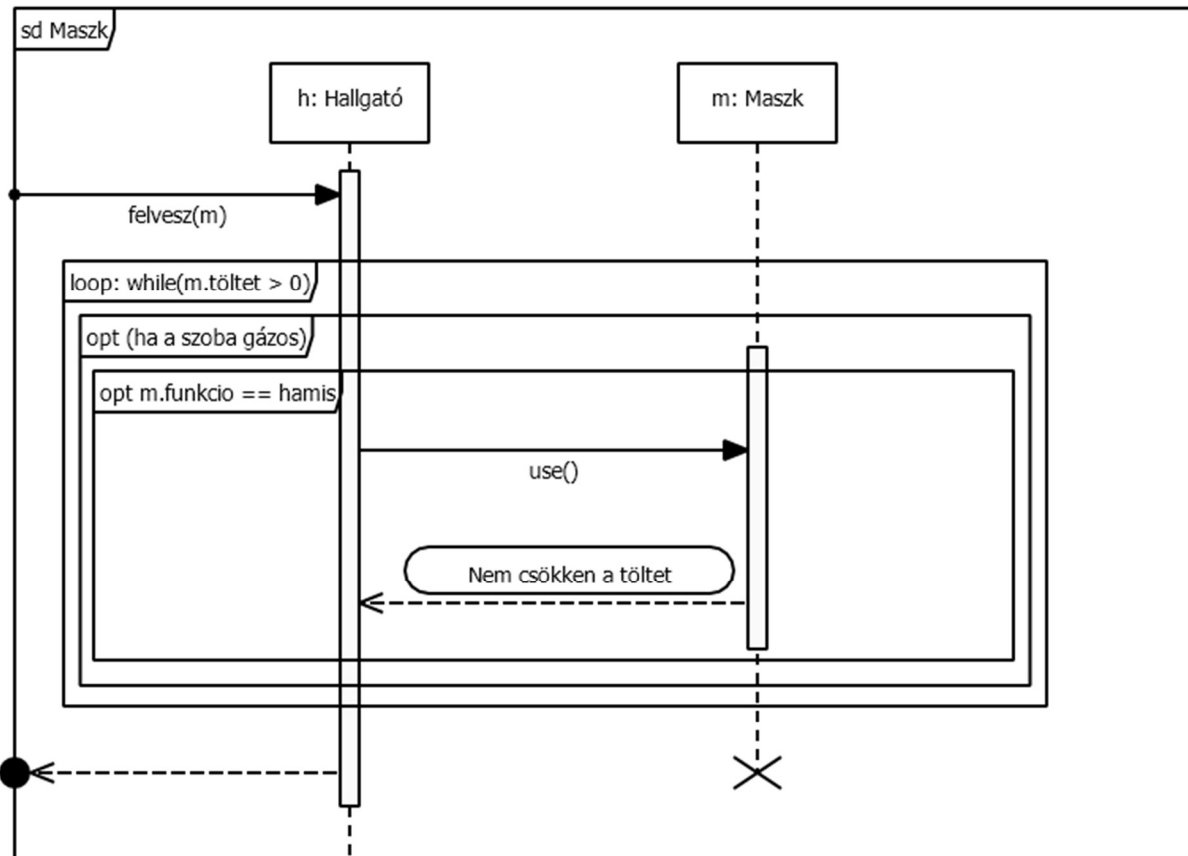 sd Maszk
h: Hallgató
m: Maszk
felvesz(m)
loop: while(m.töltet > 0)
opt (ha a szoba gázos)
opt m.funkcio == hamis
use()
Nem csökken a töltet